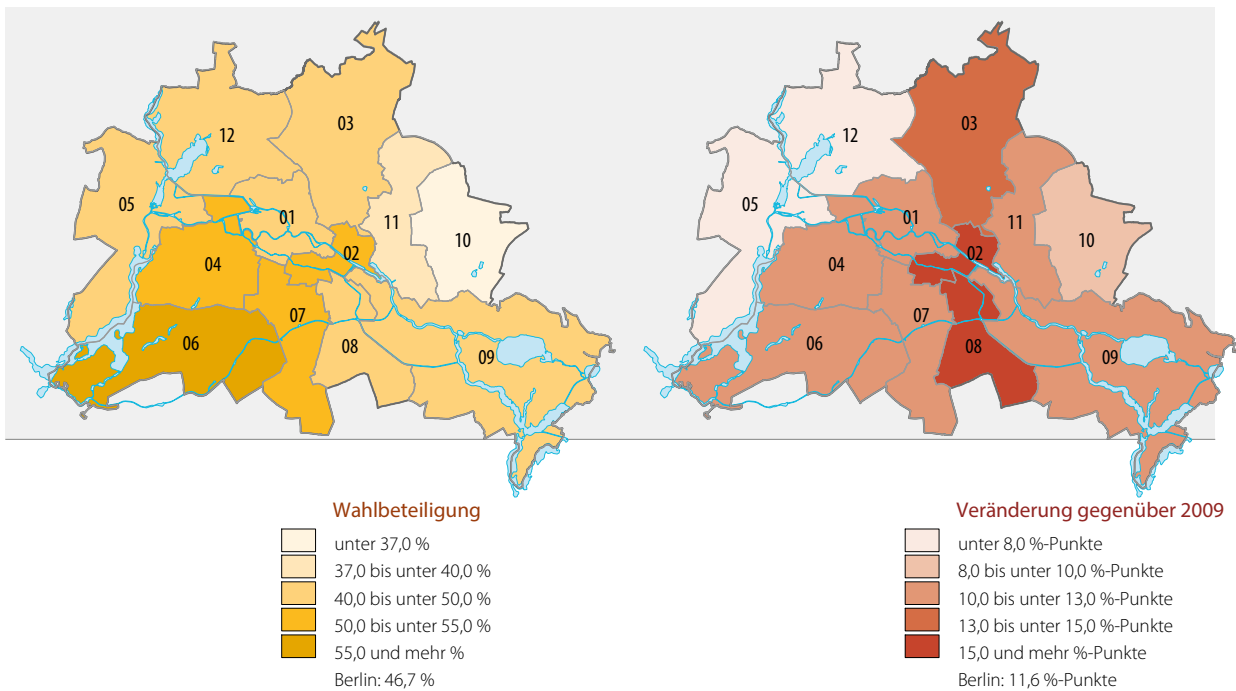 12
03
05
01
11
02
10
04
07
06
08
09
12
03
05
01
11
02
10
04
07
06
08
09
Wahlbeteiligung
unter 37,0 %
37,0 bis unter 40,0 %
40,0 bis unter 50,0 %
50,0 bis unter 55,0 %
55,0 und mehr %
Berlin: 46,7 %
Veränderung gegenüber 2009
unter 8,0 %-Punkte
8,0 bis unter 10,0 %-Punkte
10,0 bis unter 13,0 %-Punkte
13,0 bis unter 15,0 %-Punkte
15,0 und mehr %-Punkte
Berlin: 11,6 %-Punkte